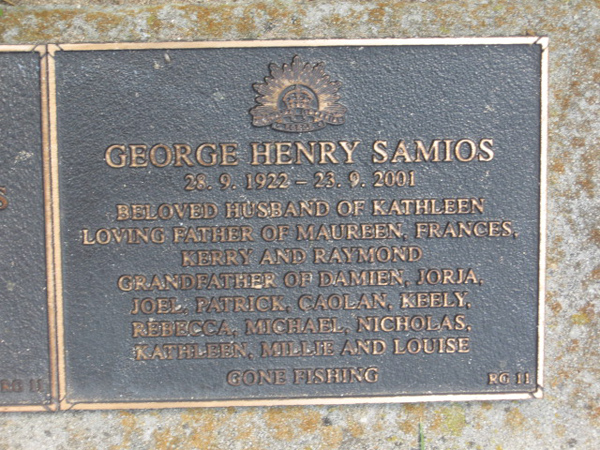 GEORGE HENRY SAMIOS
28. 9. 1922 – 23. 9. 2001
BELOVED HUSBAND OF KATHLEEN
LOVING FATHER OF MAUREEN, FRANCES,
KERRY AND RAYMOND
GRANDFATHER OF DAMIEN, JORJA,
JOEL, PATRICK, CAOLAN, KEELY,
REBECCA, MICHAEL, NICHOLAS,
KATHLEEN, MILLIE AND LOUISE
GONE FISHING
RG 11
S
RG 11